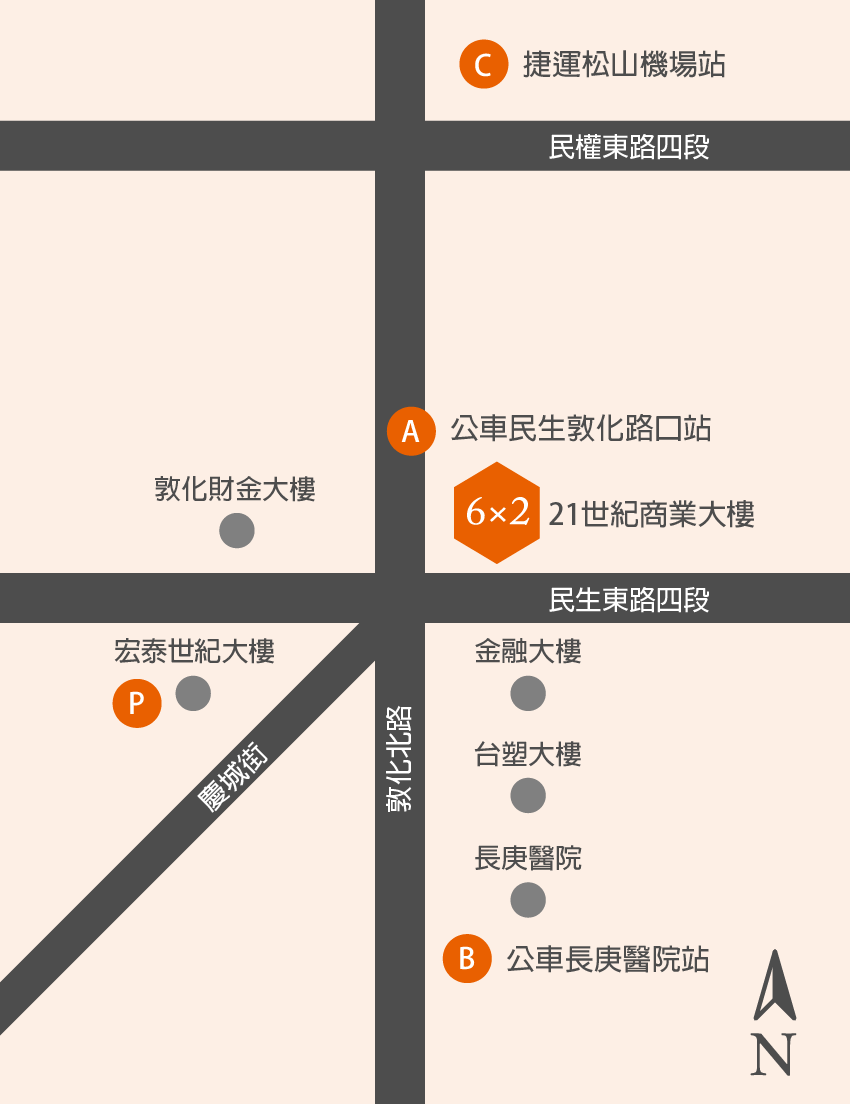 C 捷運松山機場站
民權東路四段
A 公車民生敦化路口站
敦化財金大樓
6×2 21世紀商業大樓
民生東路四段
宏泰世紀大樓
金融大樓
P
敦化北路
慶城街
台塑大樓
長庚醫院
B 公車長庚醫院站
N